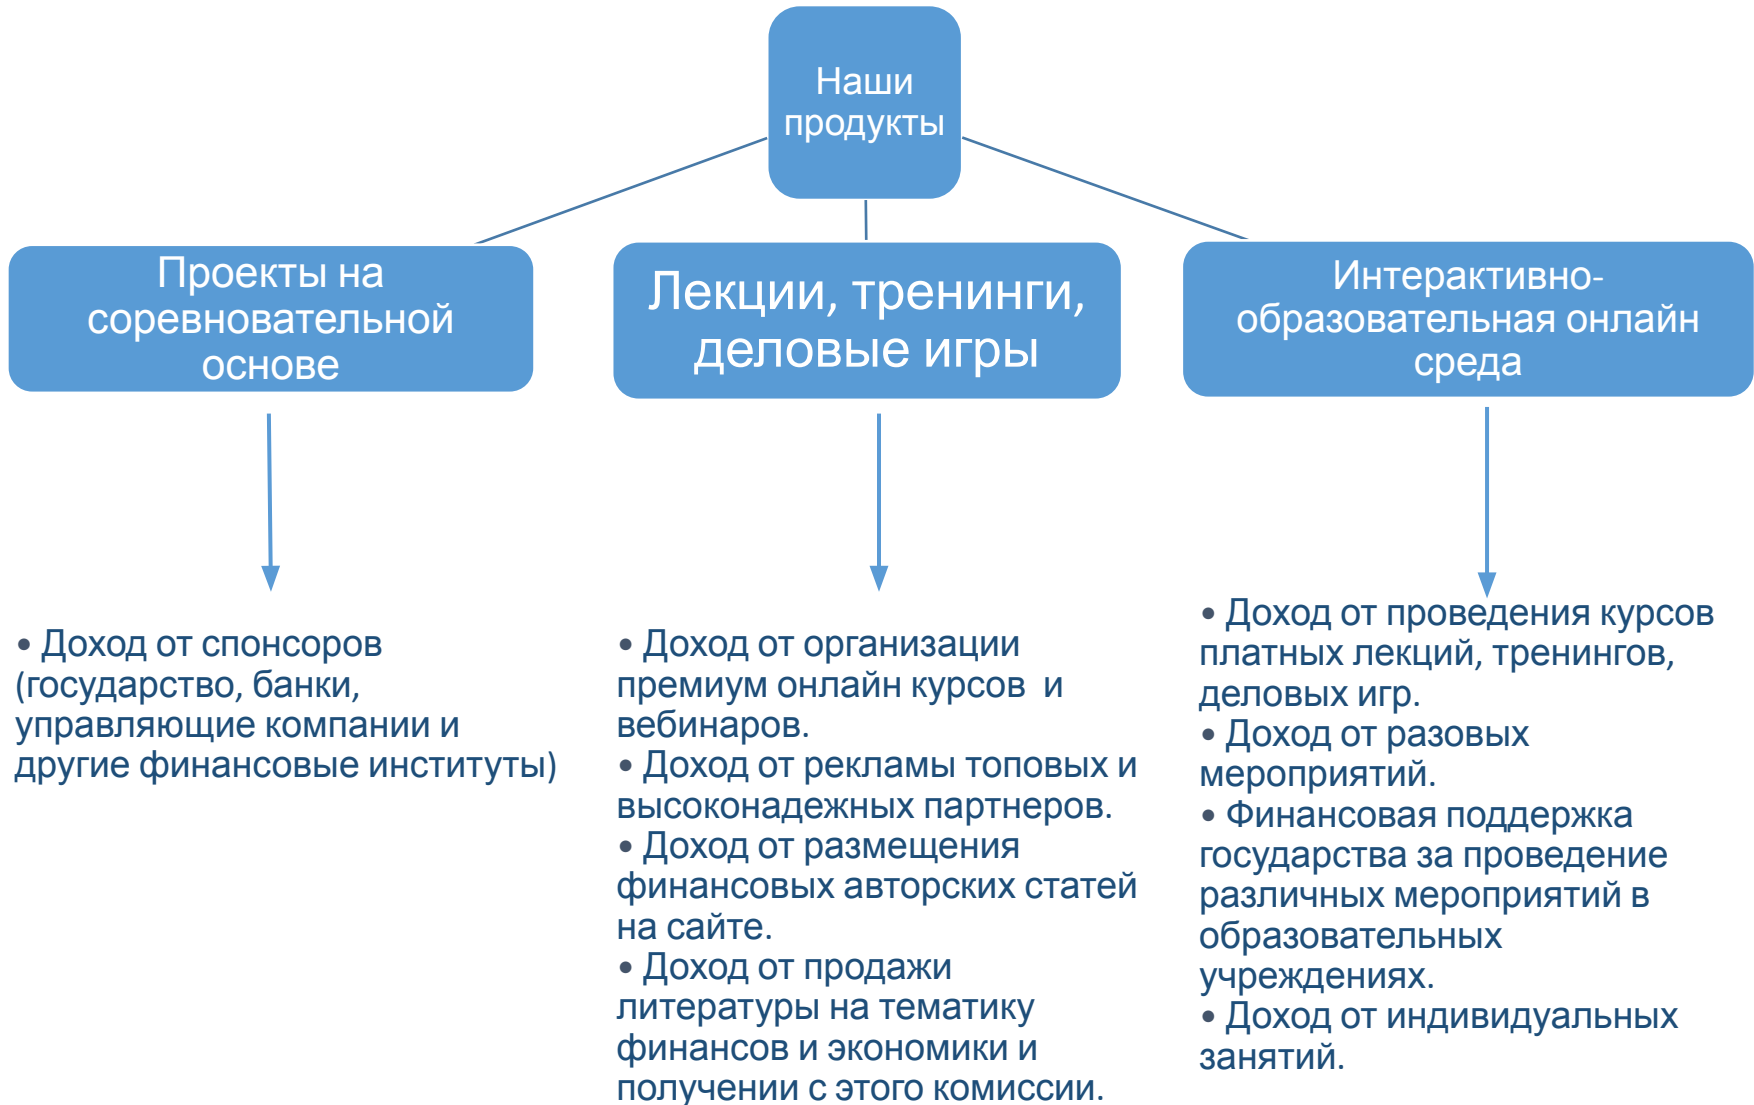 Наши
продукты
Проекты на
соревновательной
основе
Лекции, тренинги,
деловые игры
Интерактивно-
образовательная онлайн
среда
• Доход от спонсоров
(государство, банки,
управляющие компании и
другие финансовые институты)
• Доход от организации
премиум онлайн курсов и
вебинаров.
• Доход от рекламы топовых и
высоконадежных партнеров.
• Доход от размещения
финансовых авторских статей
на сайте.
• Доход от продажи
литературы на тематику
финансов и экономики и
получении с этого комиссии.
• Доход от проведения курсов
платных лекций, тренингов,
деловых игр.
• Доход от разовых
мероприятий.
• Финансовая поддержка
государства за проведение
различных мероприятий в
образовательных
учреждениях.
• Доход от индивидуальных
занятий.